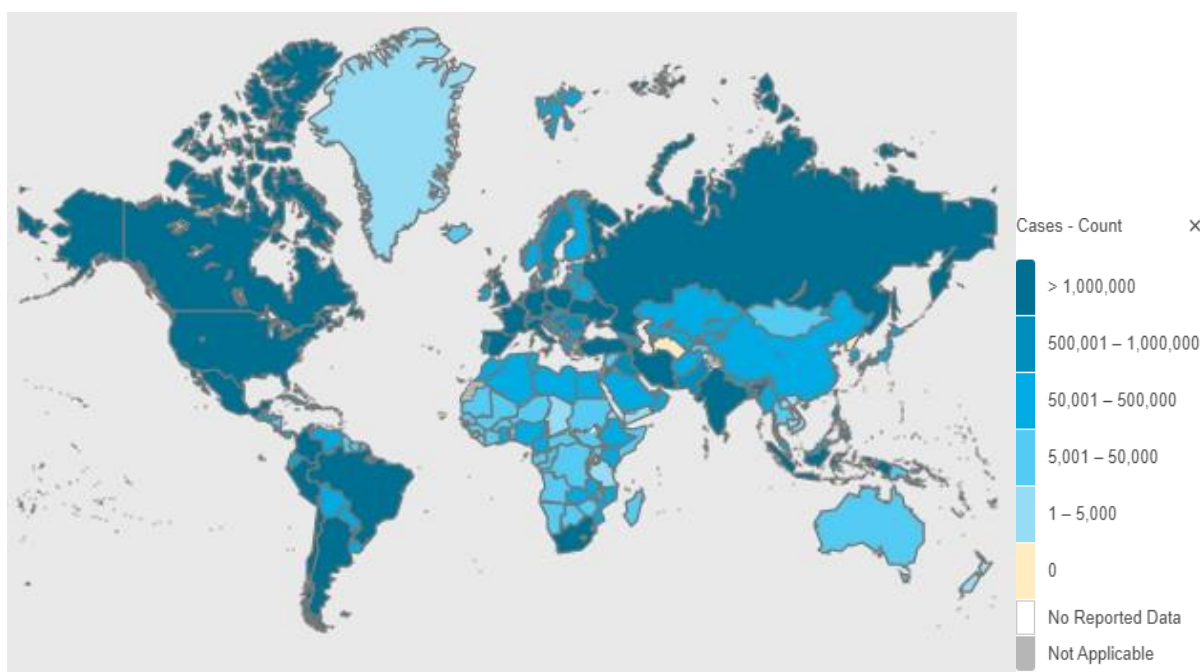 Cases - Count ×
> 1,000,000
500,001 – 1,000,000
50,001 – 500,000
5,001 – 50,000
1 – 5,000
0
No Reported Data
Not Applicable